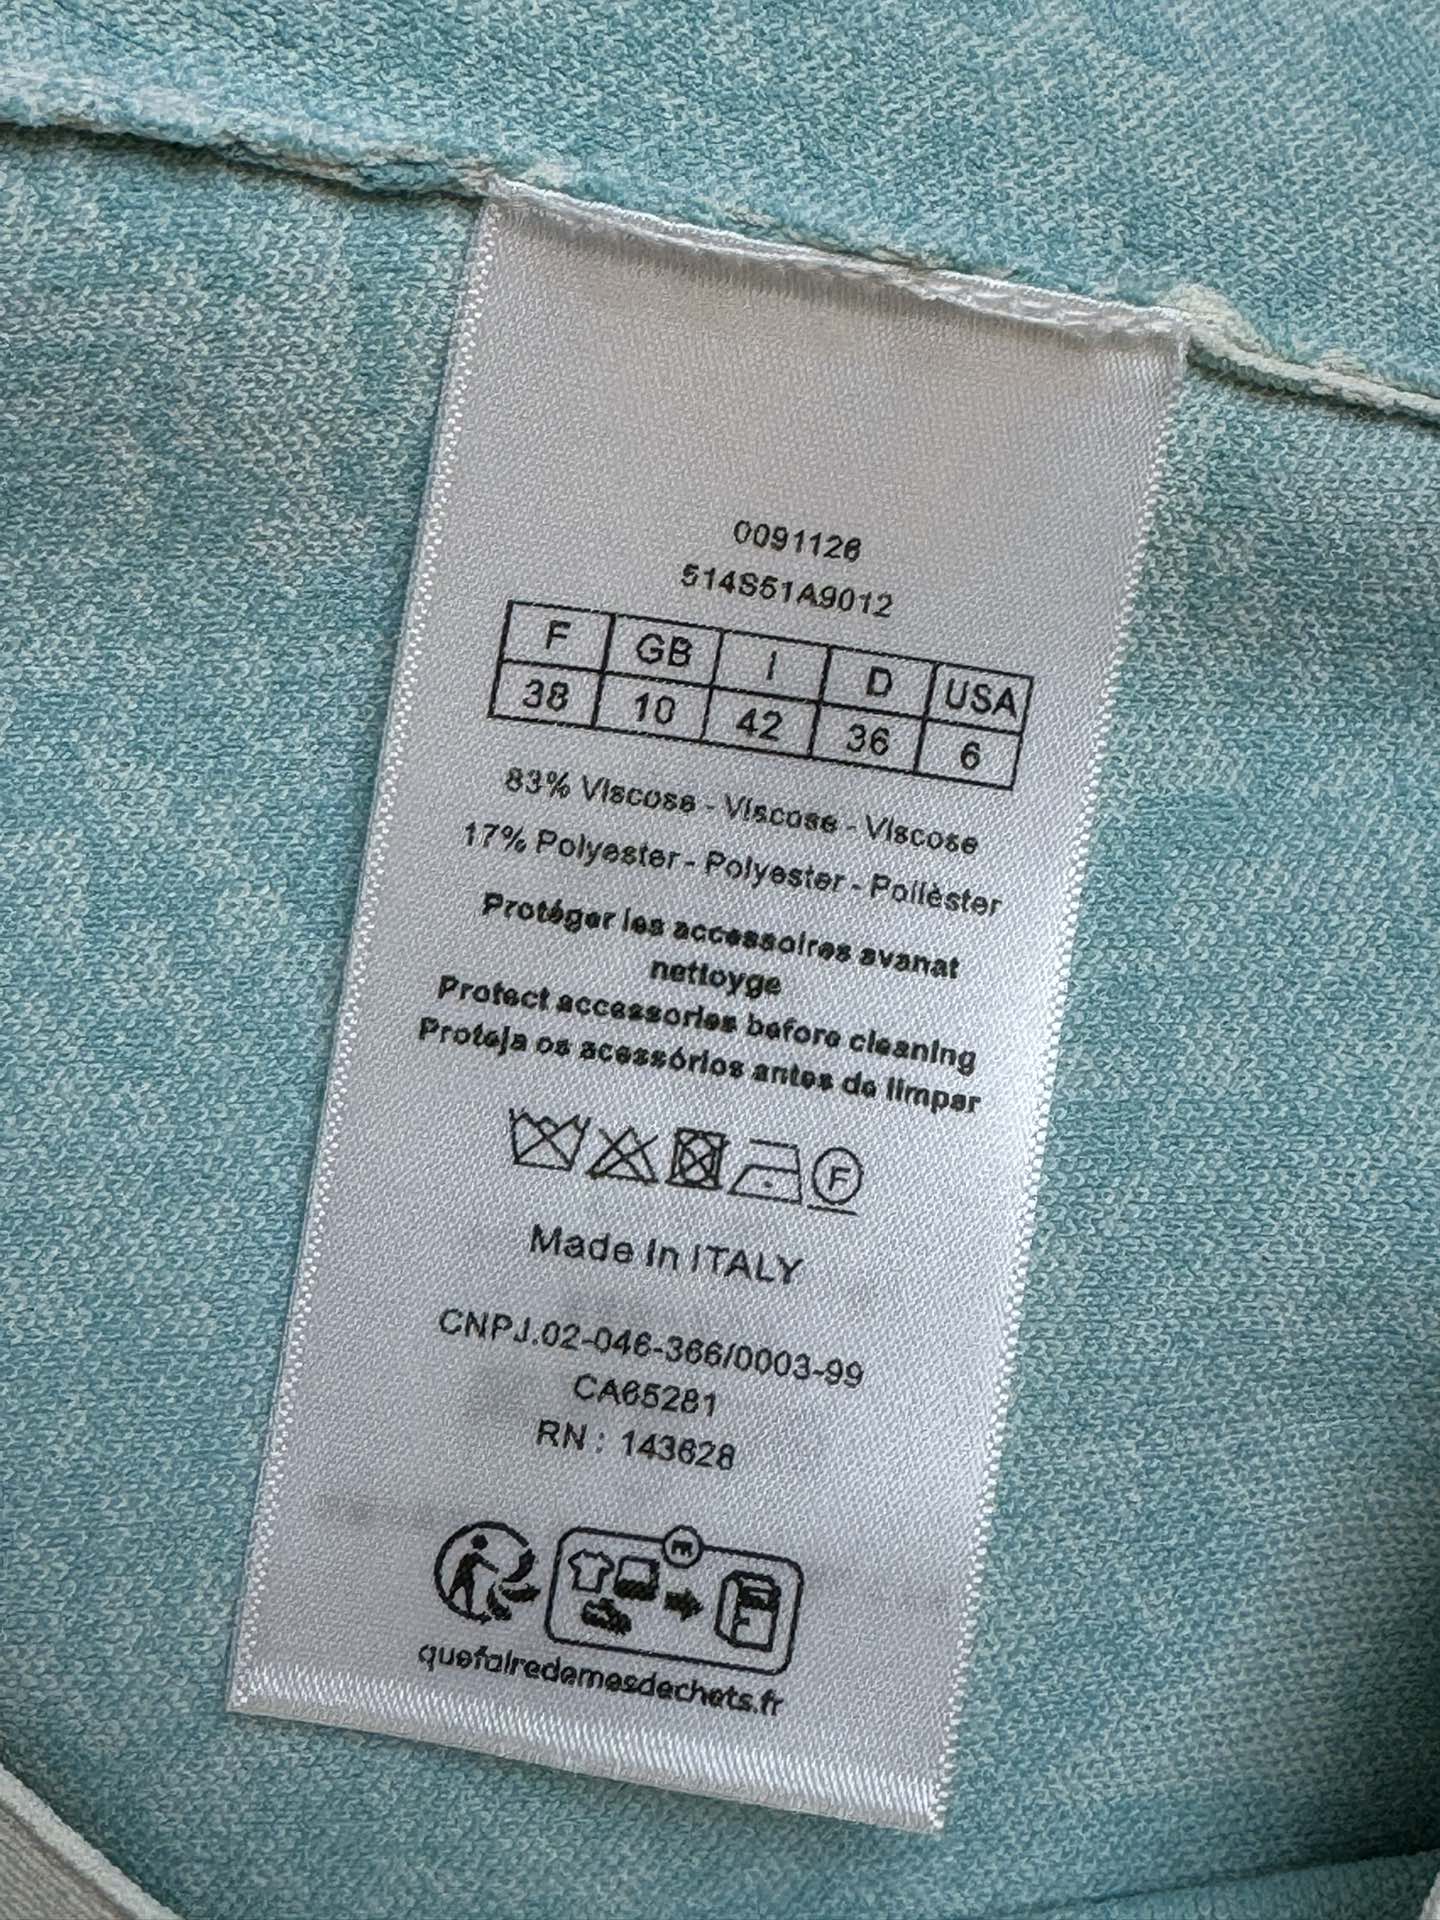 0091126
514S51A9012
F GB I D USA
38 10 42 36 6
83% Viscose - Viscose - Viscose
17% Polyester - Polyester - Poilèster
Protéger les accessoires avanat
nettoyge
Protect accessories before cleaning
Proteja os acessórios antes de limpar
F
Made In ITALY
CNPJ.02-046-366/0003-99
CA65281
RN : 143628
FR
quefairedemesdechets.fr